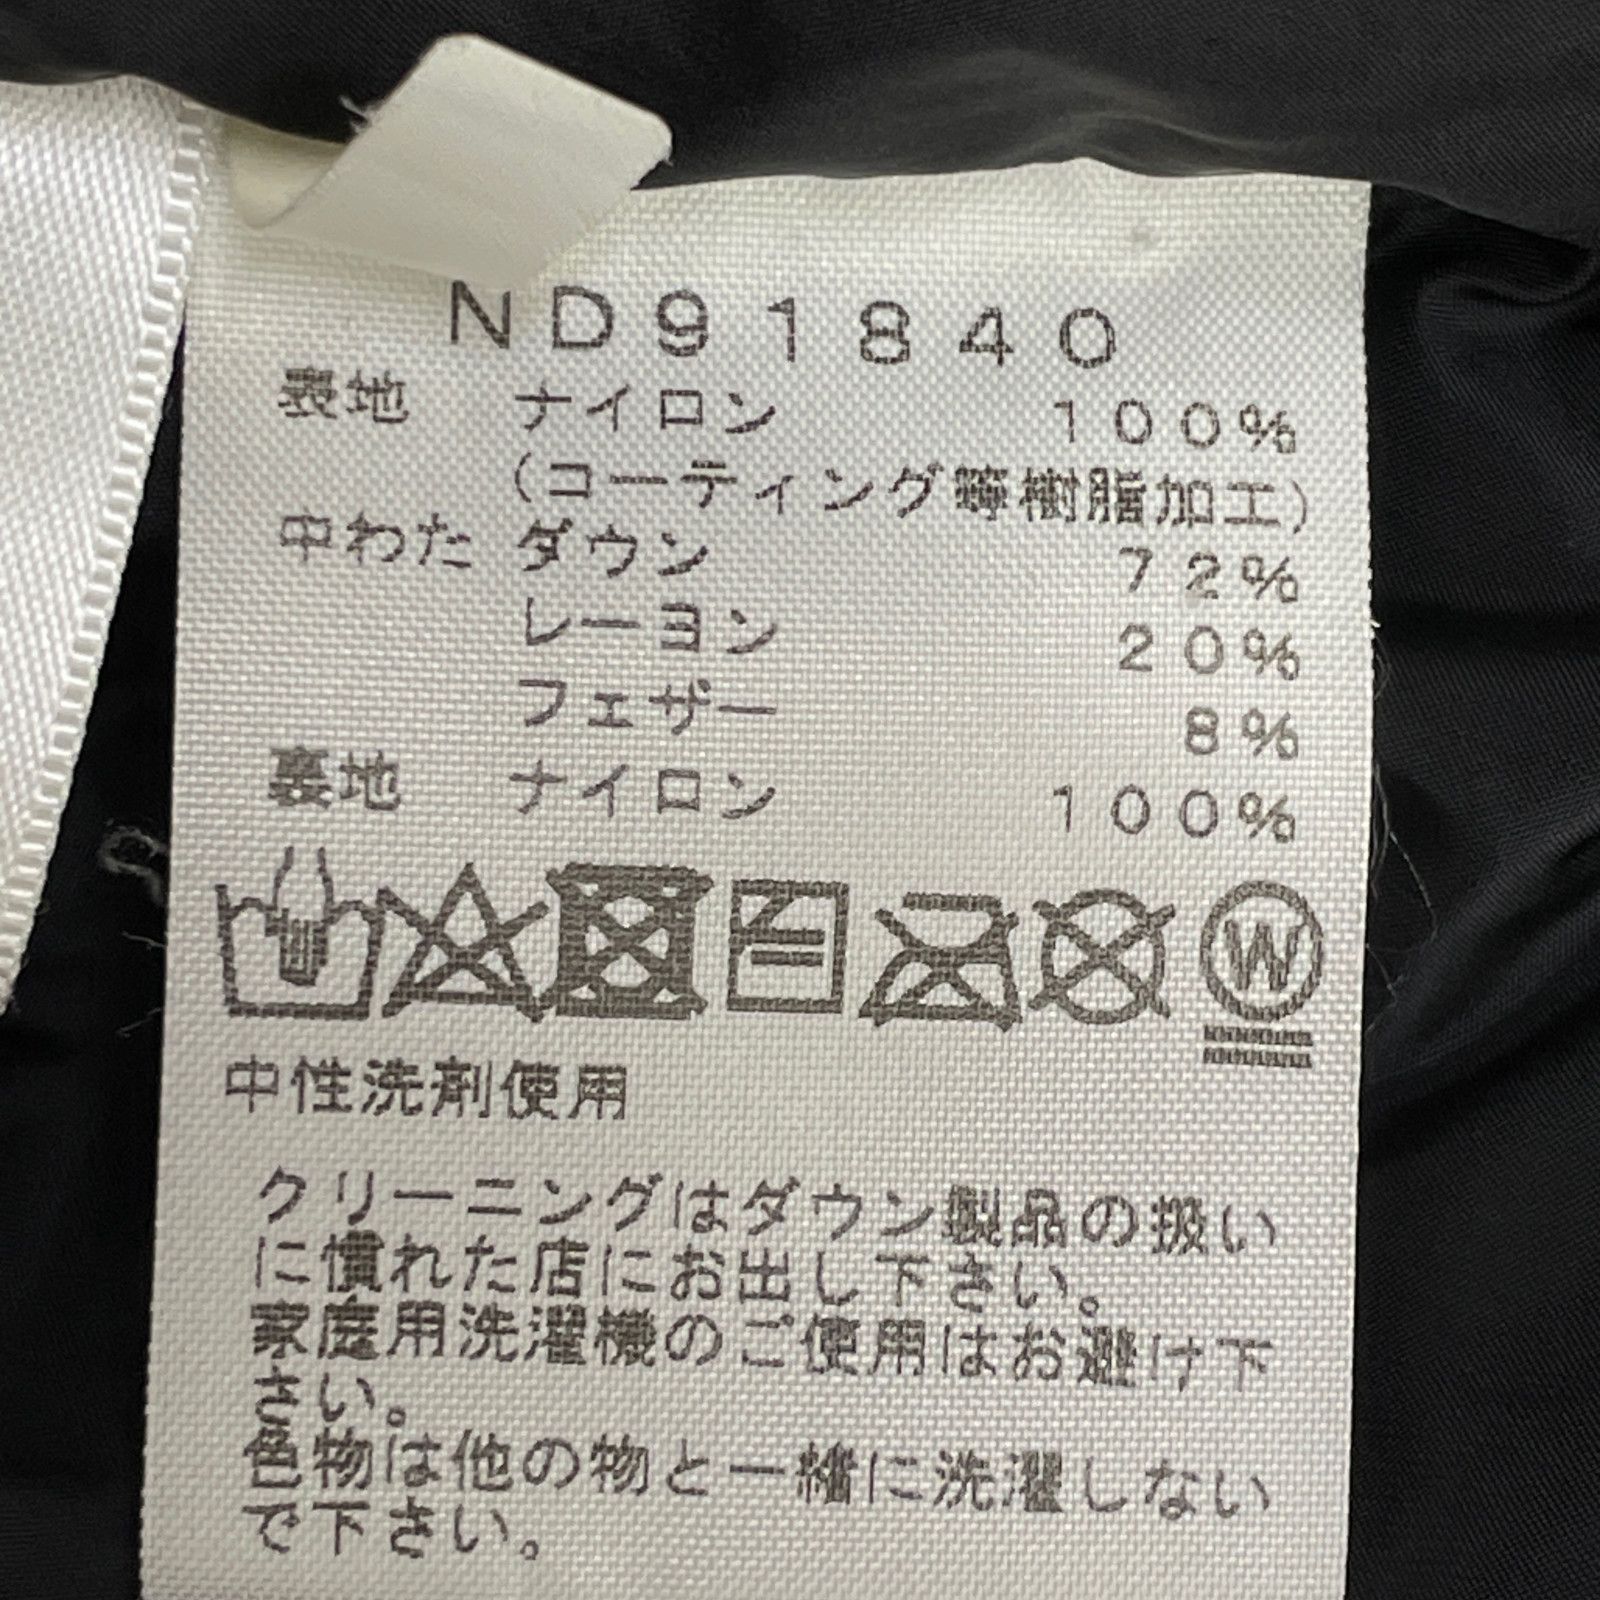 ND91840
表地 ナイロン 100%
(コーティング等樹脂加工)
中わた ダウン 72%
レーヨン 20%
フェザー 8%
裏地 ナイロン 100%
W
中性洗剤使用
クリーニングはダウン製品の扱い
に慣れた店にお出し下さい。
家庭用洗濯機のご使用はお避け下
さい。
色物は他の物と一緒に洗濯しない
で下さい。